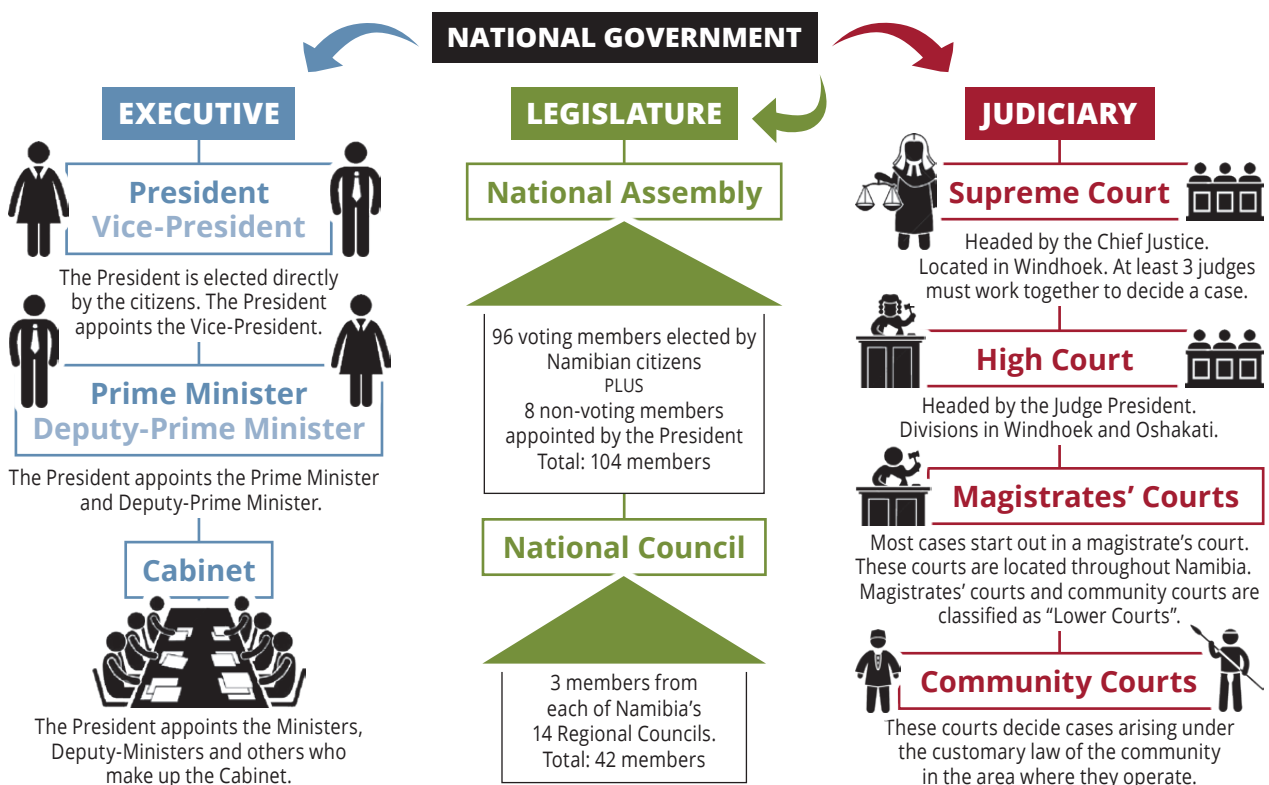 NATIONAL GOVERNMENT
EXECUTIVE
President
Vice-President
The President is elected directly
by the citizens. The President
appoints the Vice-President.
Prime Minister
Deputy-Prime Minister
The President appoints the Prime Minister
and Deputy-Prime Minister.
Cabinet
The President appoints the Ministers,
Deputy-Ministers and others who
make up the Cabinet.
LEGISLATURE
National Assembly
96 voting members elected by
Namibian citizens
PLUS
8 non-voting members
appointed by the President
Total: 104 members
National Council
3 members from
each of Namibia’s
14 Regional Councils.
Total: 42 members
JUDICIARY
Supreme Court
Headed by the Chief Justice.
Located in Windhoek. At least 3 judges
must work together to decide a case.
High Court
Headed by the Judge President.
Divisions in Windhoek and Oshakati.
Magistrates’ Courts
Most cases start out in a magistrate’s court.
These courts are located throughout Namibia.
Magistrates’ courts and community courts are
classified as “Lower Courts”.
Community Courts
These courts decide cases arising under
the customary law of the community
in the area where they operate.